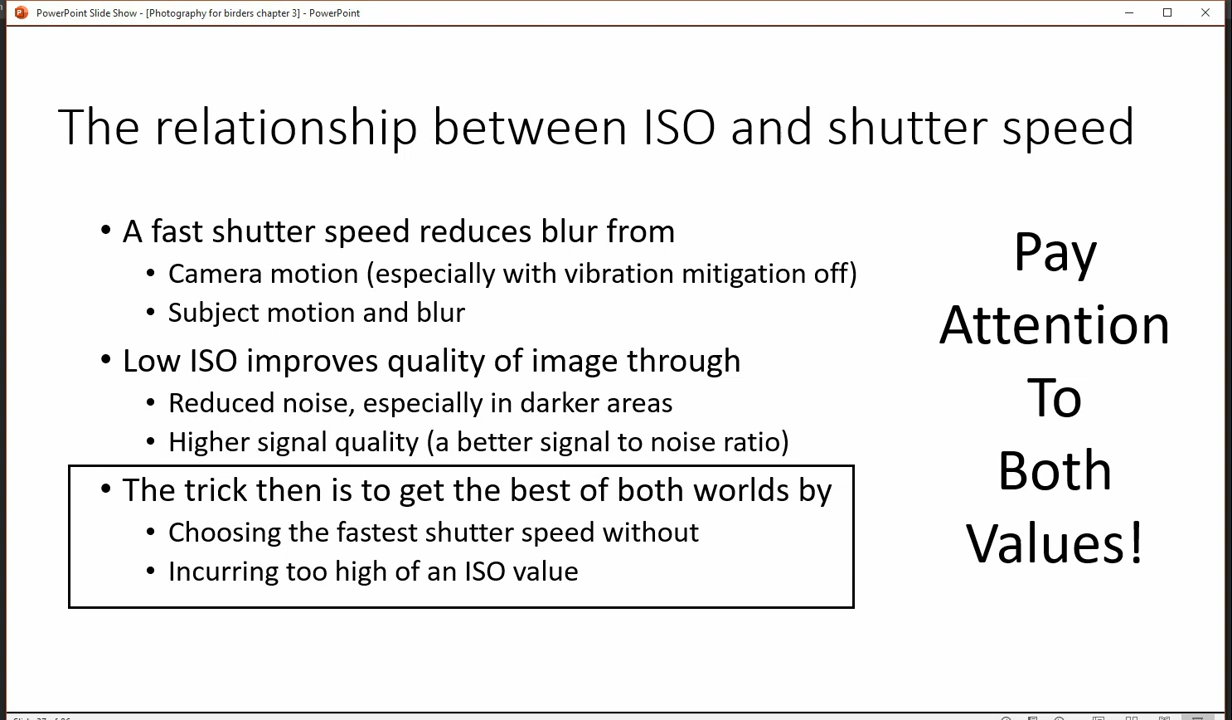 PowerPoint Slide Show - [Photography for birders chapter 3] - PowerPoint
The relationship between ISO and shutter speed
• A fast shutter speed reduces blur from
• Camera motion (especially with vibration mitigation off)
• Subject motion and blur
• Low ISO improves quality of image through
• Reduced noise, especially in darker areas
• Higher signal quality (a better signal to noise ratio)
• The trick then is to get the best of both worlds by
• Choosing the fastest shutter speed without
• Incurring too high of an ISO value
Pay
Attention
To
Both
Values!